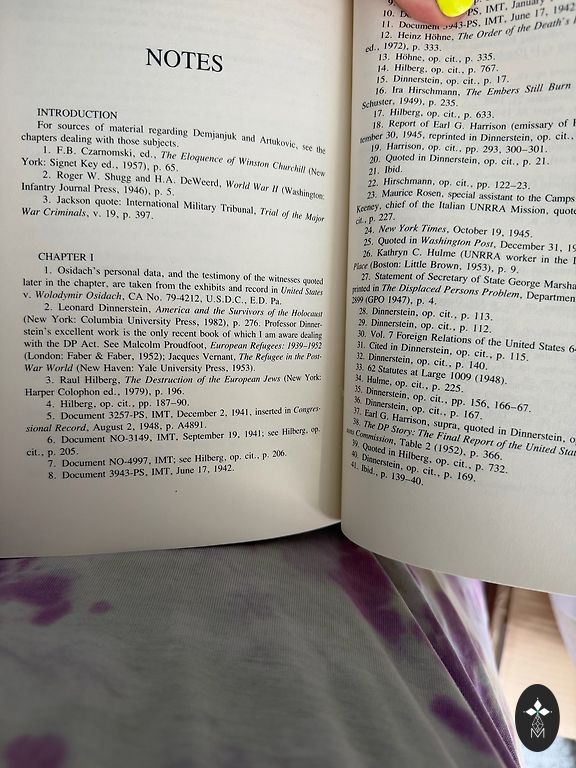 NOTES
INTRODUCTION
For sources of material regarding Demjanjuk and Artukovic, see the
chapters dealing with those subjects.
1. F.B. Czarnomski, ed., The Eloquence of Winston Churchill (New
York: Signet Key ed., 1957), p. 65.
2. Roger W. Shugg and H.A. DeWeerd, World War II (Washington:
Infantry Journal Press, 1946), p. 5.
3. Jackson quote: International Military Tribunal, Trial of the Major
War Criminals, v. 19, p. 397.
CHAPTER I
1. Osidach's personal data, and the testimony of the witnesses quoted
later in the chapter, are taken from the exhibits and record in United States
v. Wolodymir Osidach, CA No. 79-4212, U.S.D.C., E.D. Pa.
2. Leonard Dinnerstein, America and the Survivors of the Holocaust
(New York: Columbia University Press, 1982), p. 276. Professor Dinner-
stein's excellent work is the only recent book of which I am aware dealing
with the DP Act. See Malcolm Proudfoot, European Refugees: 1939–1952
(London: Faber & Faber, 1952); Jacques Vernant, The Refugee in the Post-
War World (New Haven: Yale University Press, 1953).
3. Raul Hilberg, The Destruction of the European Jews (New York:
Harper Colophon ed., 1979), p. 196.
4. Hilberg, op. cit., pp. 187–90.
5. Document 3257-PS, IMT, December 2, 1941, inserted in Congres-
sional Record, August 2, 1948, p. A4891.
6. Document NO-3149, IMT, September 19, 1941; see Hilberg, op.
cit., p. 205.
7. Document NO-4997, IMT; see Hilberg, op. cit., p. 206.
8. Document 3943-PS, IMT, June 17, 1942.
9.
10. PS, IMT, January
11. Document 3943-PS, IMT, June 17, 1942
12. Heinz Höhne, The Order of the Death's
ed., 1972), p. 333.
13. Höhne, op. cit., p. 335.
14. Hilberg, op. cit., p. 767.
15. Dinnerstein, op. cit., p. 17.
16. Ira Hirschmann, The Embers Still Burn
Schuster, 1949), p. 235.
17. Hilberg, op. cit., p. 633.
18. Report of Earl G. Harrison (emissary of
tember 30, 1945, reprinted in Dinnerstein, op. cit.,
19. Harrison, op. cit., pp. 293, 300–301.
20. Quoted in Dinnerstein, op. cit., p. 21.
21. Ibid.
22. Hirschmann, op. cit., pp. 122–23.
23. Maurice Rosen, special assistant to the Camps
Keeney, chief of the Italian UNRRA Mission, quote
cit., p. 227.
24. New York Times, October 19, 1945.
25. Quoted in Washington Post, December 31, 19
26. Kathryn C. Hulme (UNRRA worker in the
Place (Boston: Little Brown, 1953), p. 9.
27. Statement of Secretary of State George Marsha
printed in The Displaced Persons Problem, Department
2899 (GPO 1947), p. 4.
28. Dinnerstein, op. cit., p. 113.
29. Dinnerstein, op. cit., p. 112.
30. Vol. 7 Foreign Relations of the United States
31. Cited in Dinnerstein, op. cit., p. 115.
32. Dinnerstein, op. cit., p. 140.
33. 62 Statutes at Large 1009 (1948).
34. Hulme, op. cit., p. 225.
35. Dinnerstein, op. cit., pp. 156, 166–67.
36. Dinnerstein, op. cit., p. 167.
37. Earl G. Harrison, supra, quoted in Dinnerstein,
38. The DP Story: The Final Report of the United Stat
Commission, Table 2 (1952), p. 366.
39. Quoted in Hilberg, op. cit., p. 732.
40. Dinnerstein, op. cit., p. 169.
41. Ibid., p. 139–40.